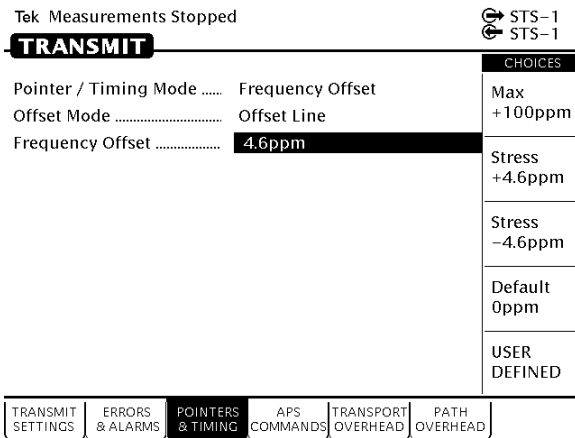 Tek Measurements Stopped
STS–1
STS–1
TRANSMIT
CHOICES
Pointer / Timing Mode ...... Frequency Offset
Offset Mode ............................. Offset Line
Frequency Offset .................. 4.6ppm
Max
+100ppm
Stress
+4.6ppm
Stress
–4.6ppm
Default
0ppm
USER
DEFINED
TRANSMIT SETTINGS
ERRORS & ALARMS
POINTERS & TIMING
APS COMMANDS
TRANSPORT OVERHEAD
PATH OVERHEAD